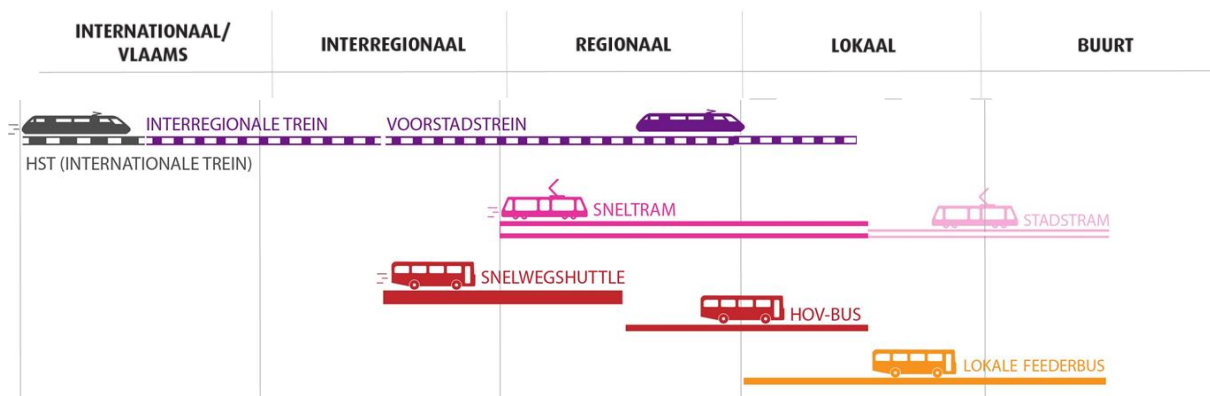 INTERNATIONAAL/
VLAAMS
INTERREGIONAAL
REGIONAAL
LOKAAL
BUURT
INTERREGIONALE TREIN
VOORSTADSTREIN
HST (INTERNATIONALE TREIN)
SNELTRAM
STADSTRAM
SNELWEGSHUTTLE
HOV-BUS
LOKALE FEEDERBUS